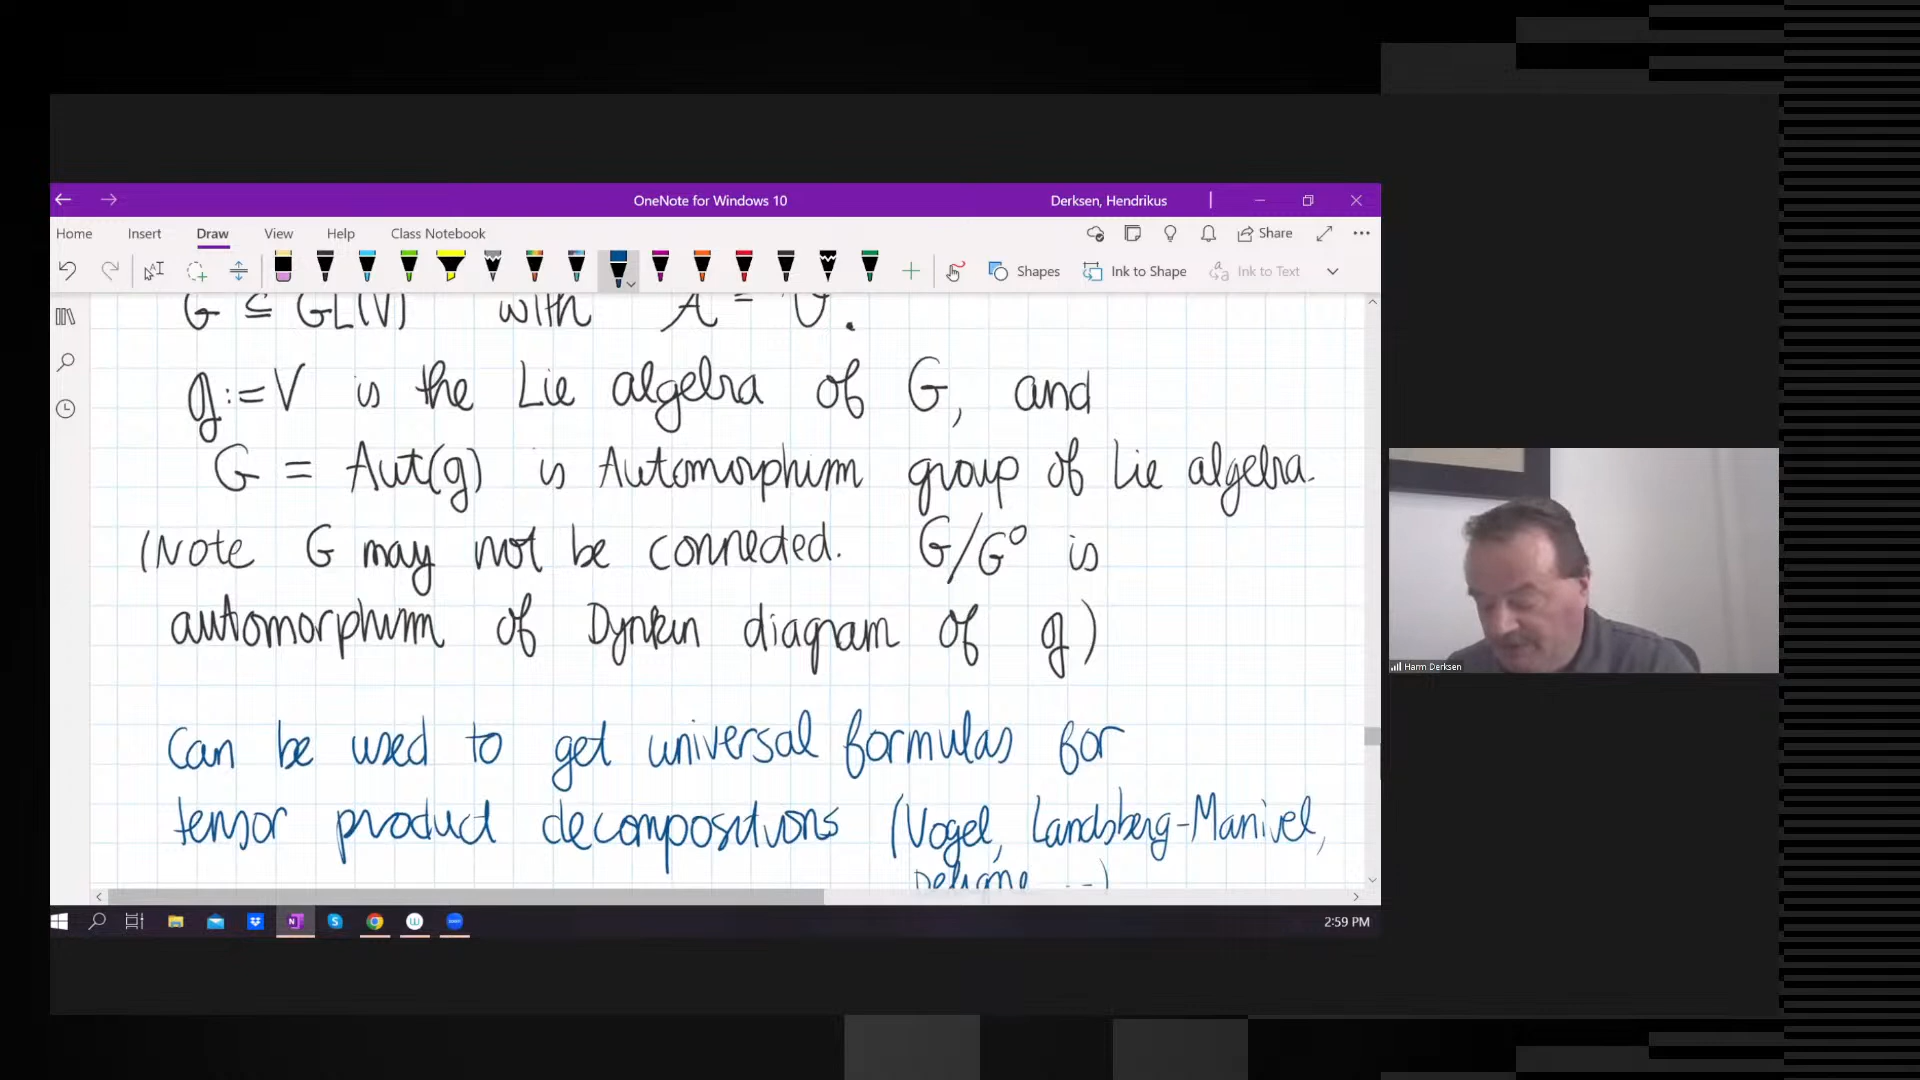 OneNote for Windows 10
Derksen, Hendrikus
Home Insert Draw View Help Class Notebook
Share
Shapes Ink to Shape Ink to Text
G ⊆ GL(V) with A = V.
g := V is the Lie algebra of G, and
G = Aut(g) is Automorphism group of Lie algebra.
(Note G may not be connected. G/G⁰ is
automorphism of Dynkin diagram of g)
Can be used to get universal formulas for
tensor product decompositions (Vogel, Landsberg-Manivel,
Deligne, --)
Harm Derksen
2:59 PM